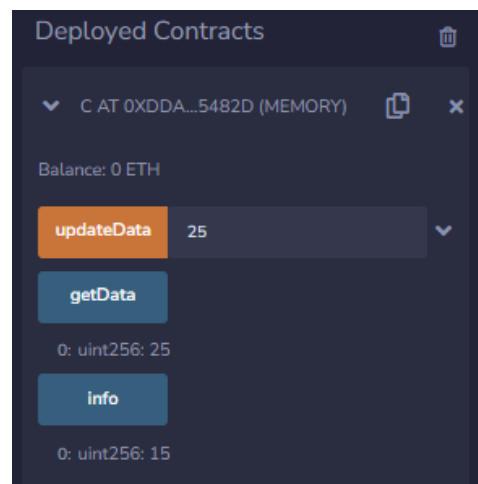 Deployed Contracts
C AT 0XDDA...5482D (MEMORY)
Balance: 0 ETH
updateData 25
getData
0: uint256: 25
info
0: uint256: 15